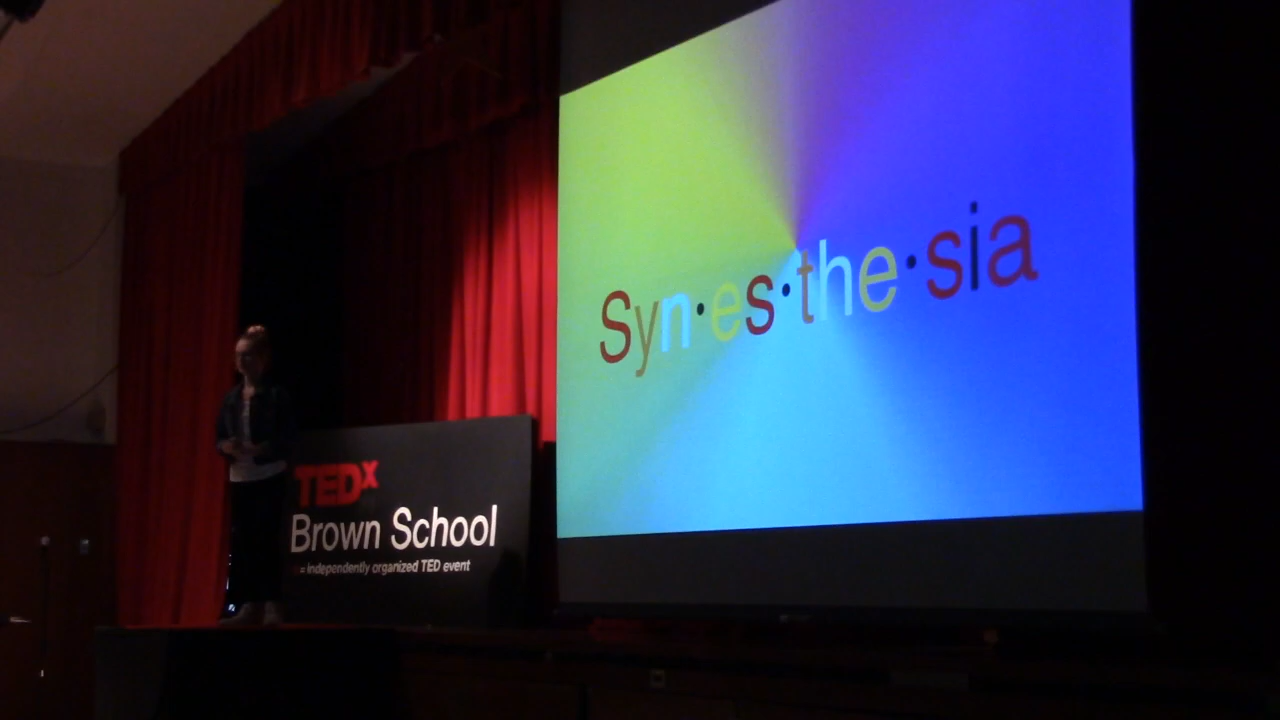 Syn·es·the·sia
TEDx
Brown School
= independently organized TED event